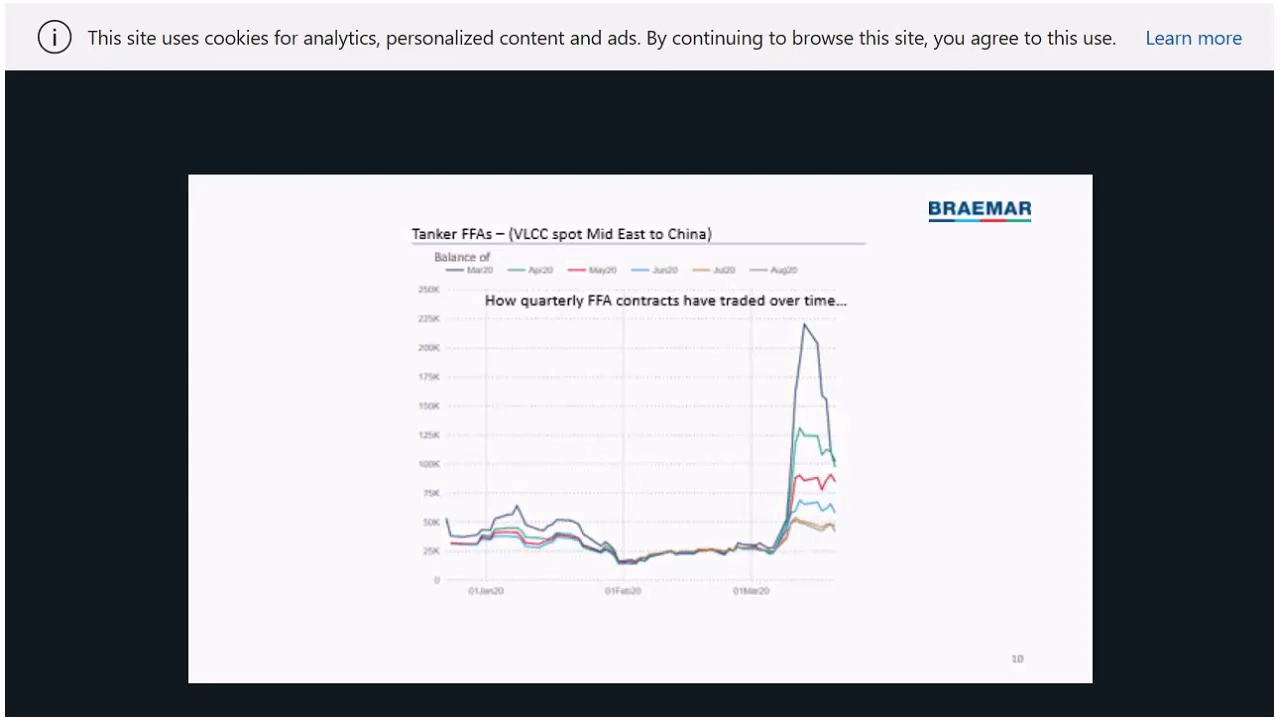 This site uses cookies for analytics, personalized content and ads. By continuing to browse this site, you agree to this use. Learn more
BRAEMAR
Tanker FFAs – (VLCC spot Mid East to China)
Balance of
Mar20 Apr20 May20 Jun20 Jul20 Aug20
250K
How quarterly FFA contracts have traded over time...
225K
200K
175K
150K
125K
100K
75K
50K
25K
0
01Jan20 01Feb20 01Mar20
10